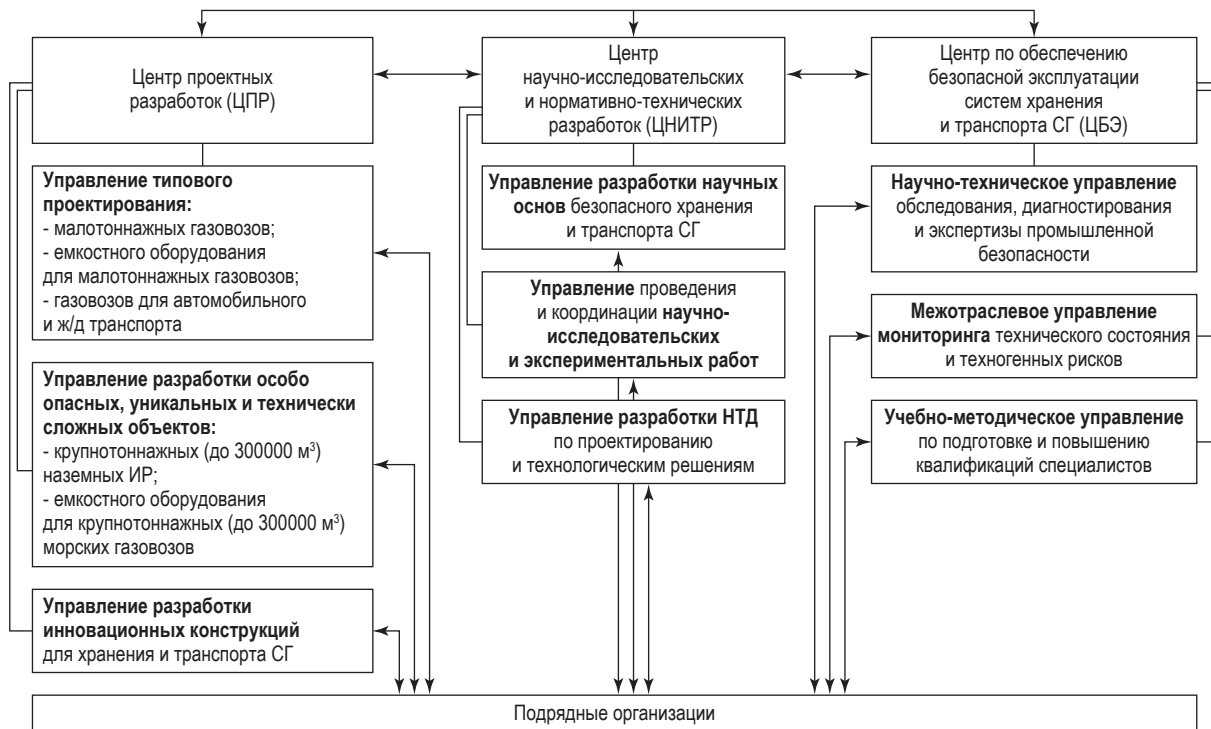 Центр проектных
разработок (ЦПР)
Центр
научно-исследовательских
и нормативно-технических
разработок (ЦНИТР)
Центр по обеспечению
безопасной эксплуатации
систем хранения
и транспорта СГ (ЦБЭ)
Управление типового
проектирования:
- малотоннажных газовозов;
- емкостного оборудования
для малотоннажных газовозов;
- газовозов для автомобильного
и ж/д транспорта
Управление разработки особо
опасных, уникальных и технически
сложных объектов:
- крупнотоннажных (до 300000 м³)
наземных ИР;
- емкостного оборудования
для крупнотоннажных (до 300000 м³)
морских газовозов
Управление разработки
инновационных конструкций
для хранения и транспорта СГ
Управление разработки научных
основ безопасного хранения
и транспорта СГ
Управление проведения
и координации научно-
исследовательских
и экспериментальных работ
Управление разработки НТД
по проектированию
и технологическим решениям
Научно-техническое управление
обследования, диагностирования
и экспертизы промышленной
безопасности
Межотраслевое управление
мониторинга технического состояния
и техногенных рисков
Учебно-методическое управление
по подготовке и повышению
квалификаций специалистов
Подрядные организации